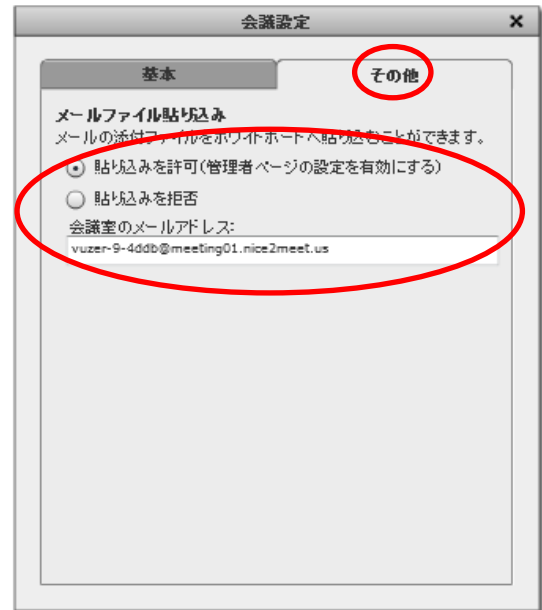 会議設定
基本
その他
メールファイル貼り込み
メールの添付ファイルをホワイトボードへ貼り込むことができます。
貼り込みを許可(管理者ページの設定を有効にする)
貼り込みを拒否
会議室のメールアドレス:
vuzer-9-4ddb@meeting01.nice2meet.us